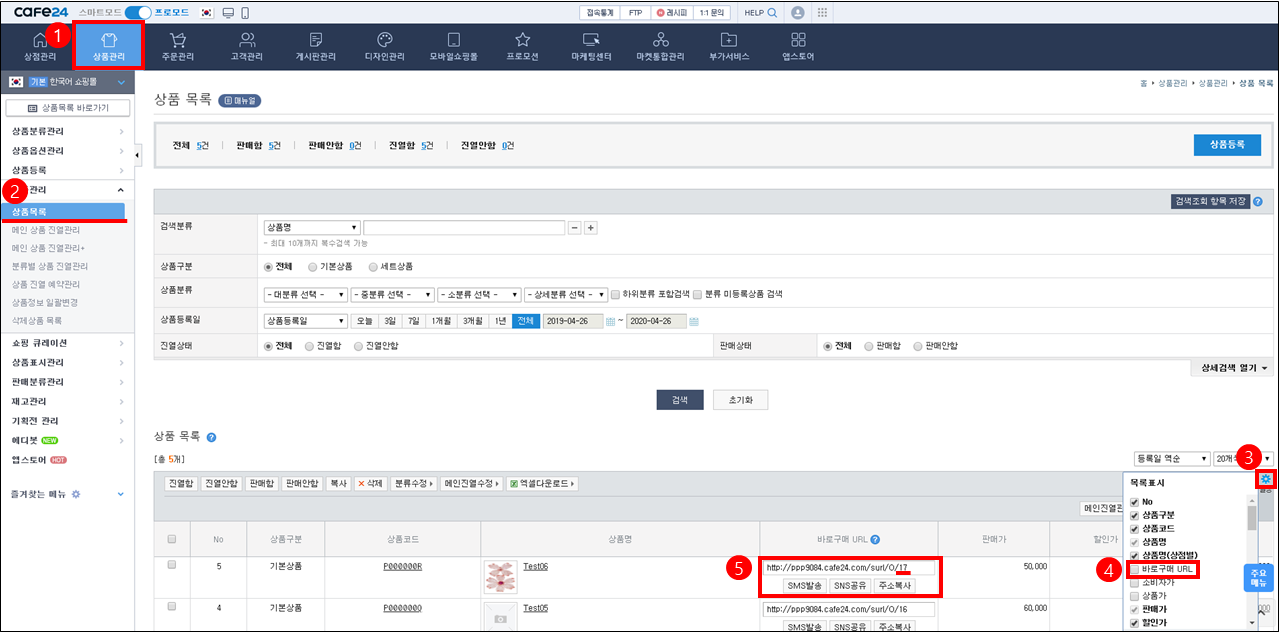 CAFE24 스마트모드 프로모드 접속통계 FTP 레시피 1:1 문의 HELP
1
상점관리 상품관리 주문관리 고객관리 게시판관리 디자인관리 모바일쇼핑몰 프로모션 마케팅센터 마켓통합관리 부가서비스 앱스토어
기본 한국어 쇼핑몰
홈 상품관리 상품관리 상품 목록
상품목록 바로가기
상품 목록 매뉴얼
상품분류관리
상품옵션관리
상품등록
2 관리
상품목록
메인 상품 진열관리
메인 상품 진열관리+
분류별 상품 진열관리
상품 진열 예약관리
상품정보 일괄변경
삭제상품 목록
쇼핑 큐레이션
상품표시관리
판매분류관리
재고관리
기획전 관리
에디봇 NEW
앱스토어 HOT
즐겨찾는 메뉴
전체 5건 판매함 5건 판매안함 0건 진열함 5건 진열안함 0건 상품등록
검색조회 항목 저장 ?
검색분류 상품명 − +
- 최대 10개까지 복수검색 가능
상품구분 전체 기본상품 세트상품
상품분류 - 대분류 선택 - - 중분류 선택 - - 소분류 선택 - - 상세분류 선택 - 하위분류 포함검색 분류 미등록상품 검색
상품등록일 상품등록일 오늘 3일 7일 1개월 3개월 1년 전체 2019-04-26 ~ 2020-04-26
진열상태 전체 진열함 진열안함 판매상태 전체 판매함 판매안함
상세검색 열기
검색 초기화
상품 목록 ?
[총 5개] 등록일 역순 20개 3
진열함 진열안함 판매함 판매안함 복사 × 삭제 분류수정 메인진열수정 엑셀다운로드
메인진열관
목록표시
No
상품구분
상품코드
상품명
상품명(상점별)
4 바로구매 URL
소비자가
상품가
판매가
할인가
주요
메뉴
No 상품구분 상품코드 상품명 바로구매 URL ? 판매가 할인가
5 기본상품 P000000R Test06 5 http://ppp9084.cafe24.com/surl/O/17 50,000
SMS발송 SNS공유 주소복사
4 기본상품 P000000Q Test05 http://ppp9084.cafe24.com/surl/O/16 60,000
SMS발송 SNS공유 주소복사